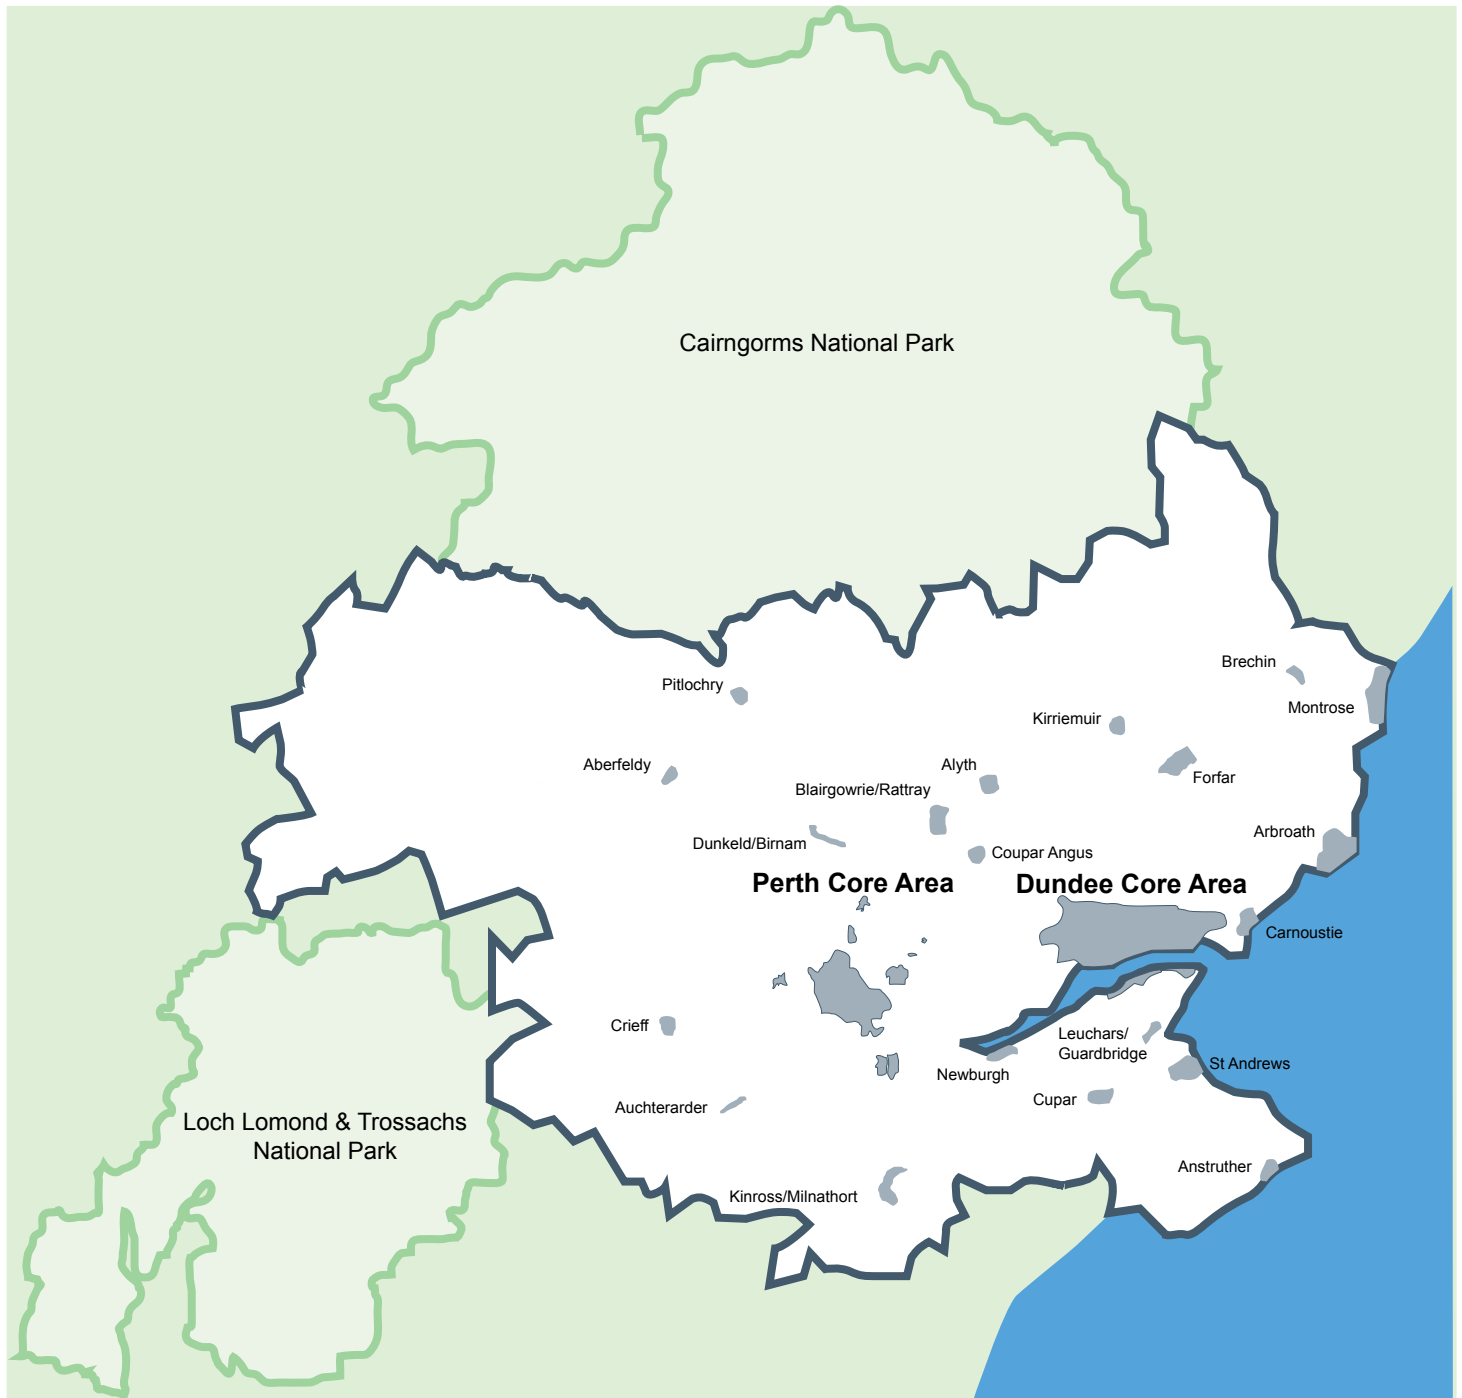 Cairngorms National Park
Brechin
Pitlochry
Montrose
Kirriemuir
Aberfeldy
Alyth
Forfar
Blairgowrie/Rattray
Arbroath
Dunkeld/Birnam
Coupar Angus
Perth Core Area
Dundee Core Area
Carnoustie
Crieff
Leuchars/
Guardbridge
St Andrews
Newburgh
Cupar
Auchterarder
Loch Lomond & Trossachs
National Park
Anstruther
Kinross/Milnathort